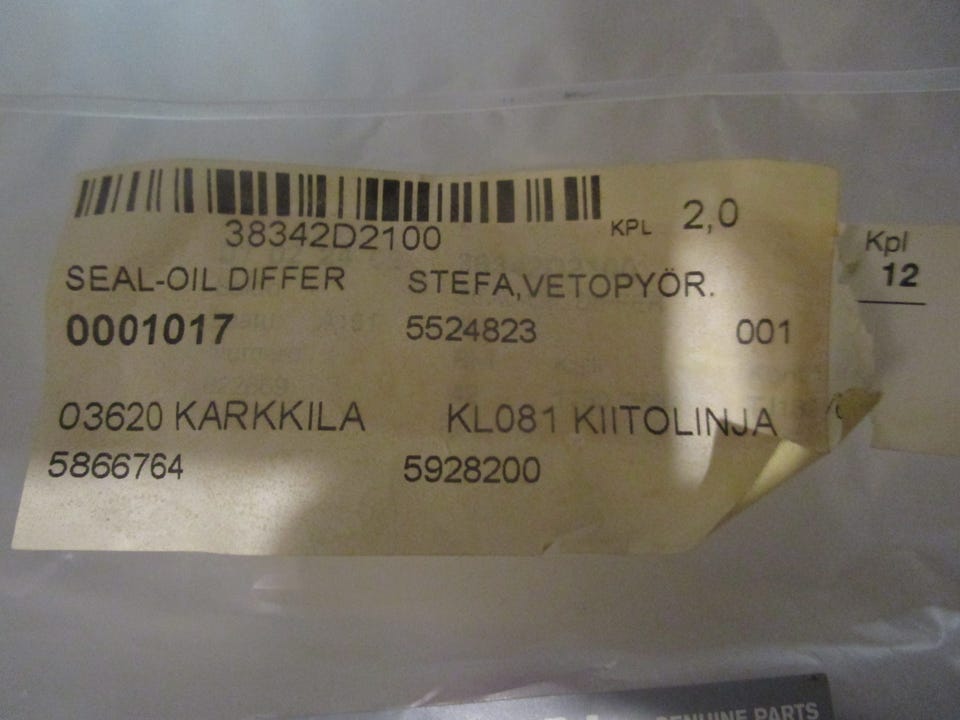 38342D2100
KPL 2,0
SEAL-OIL DIFFER STEFA,VETOPYÖR.
0001017 5524823 001
03620 KARKKILA KL081 KIITOLINJA
5866764 5928200
Kpl
12
GENUINE PARTS